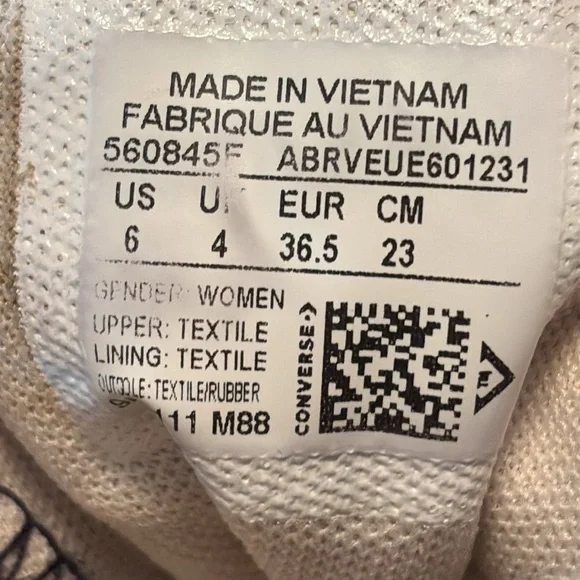 MADE IN VIETNAM
FABRIQUE AU VIETNAM
560845F ABRVEUE601231
US EUR CM
6 4 36.5 23
GENDER: WOMEN
UPPER: TEXTILE
LINING: TEXTILE
OUTSOLE: TEXTILE/RUBBER
M88
CONVERSE
TM